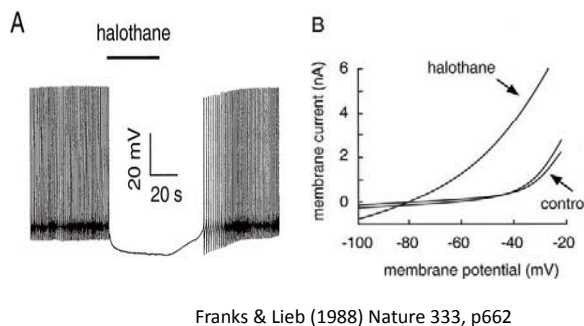 A
halothane
20 mV
20 s
B
membrane current (nA)
6
4
2
0
halothane
contro
-100
-80
-60
-40
-20
membrane potential (mV)
Franks & Lieb (1988) Nature 333, p662